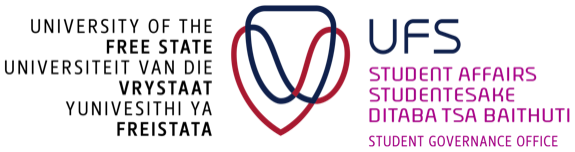 UNIVERSITY OF THE
FREE STATE
UNIVERSITEIT VAN DIE
VRYSTAAT
YUNIVESITHI YA
FREISTATA
UFS
STUDENT AFFAIRS
STUDENTESAKE
DITABA TSA BAITHUTI
STUDENT GOVERNANCE OFFICE